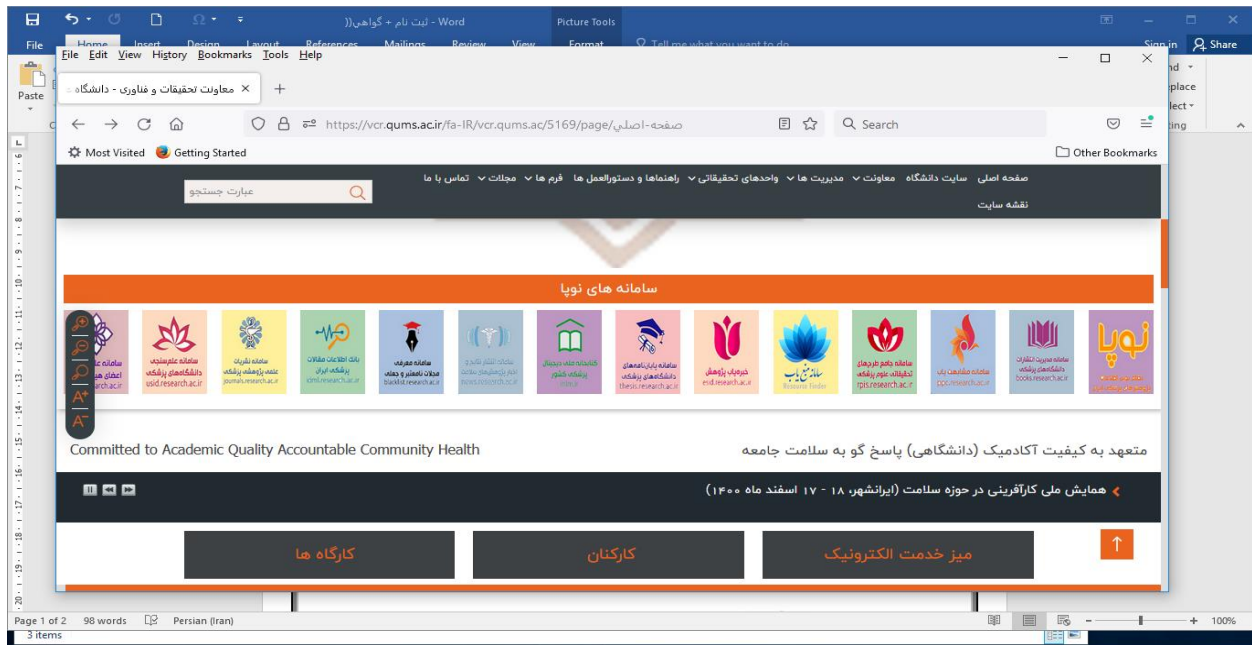 ثبت نام + گواهی(( - Word
Picture Tools
File Home Insert Design Layout References Mailings Review View Format Tell me what you want to do
Sign in Share
Paste
File Edit View History Bookmarks Tools Help
معاونت تحقیقات و فناوری - دانشگاه
https://vcr.qums.ac.ir/fa-IR/vcr.qums.ac/5169/page/صفحه-اصلی
Search
Most Visited
Getting Started
Other Bookmarks
صفحه اصلی سایت دانشگاه معاونت مدیریت ها واحدهای تحقیقاتی راهنماها و دستورالعمل ها فرم ها مجلات تماس با ما
نقشه سایت
عبارت جستجو
سامانه های نوپا
نوپا
سامانه مدیریت انتشارات
دانشگاههای پزشکی
books.research.ac.ir
سامانه مشابهت یاب
ppc.research.ac.ir
سامانه جامع طرحهای
تحقیقاتی علوم پزشکی
rpis.research.ac.ir
سامانه منبع یاب
Resource Finder
خبرهیاب پژوهش
esid.research.ac.ir
سامانه پایان‌نامه‌های
دانشگاههای پزشکی
thesis.research.ac.ir
کتابخانه ملی دیجیتال
پزشکی کشور
سامانه معرفی
مجلات نامعتبر و جعلی
blacklist.research.ac.ir
بانک اطلاعات مقالات
پزشکی ایران
سامانه نشریات
علمی پژوهشی پزشکی
journals.research.ac.ir
سامانه علم‌سنجی
دانشگاههای پزشکی
usid.research.ac.ir
A+
A-
متعهد به کیفیت آکادمیک (دانشگاهی) پاسخ گو به سلامت جامعه
Committed to Academic Quality Accountable Community Health
همایش ملی کارآفرینی در حوزه سلامت (ایرانشهر، ۱۸ - ۱۷ اسفند ماه ۱۴۰۰)
میز خدمت الکترونیک
کارکنان
کارگاه ها
Page 1 of 2 98 words Persian (Iran)
100%
3 items